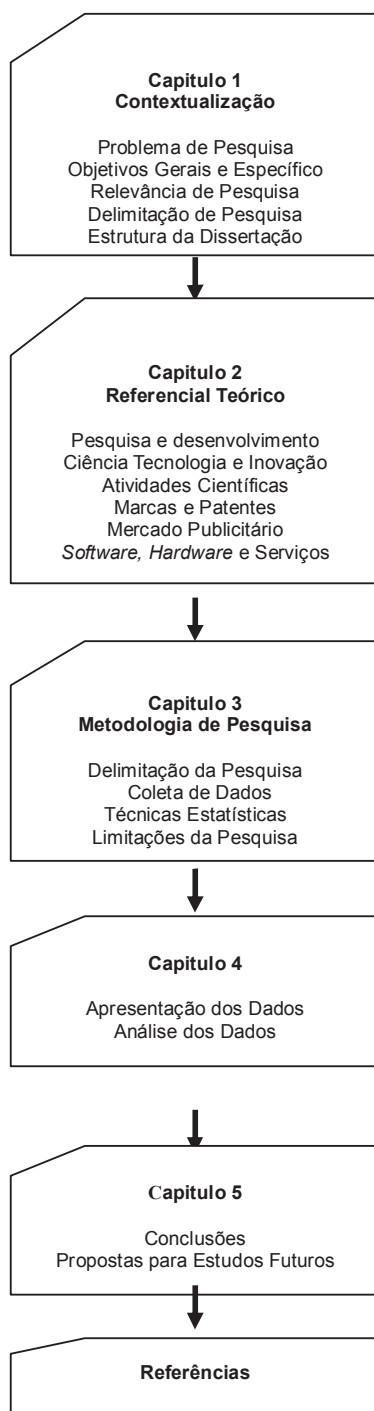 Capitulo 1
Contextualização
Problema de Pesquisa
Objetivos Gerais e Específico
Relevância de Pesquisa
Delimitação de Pesquisa
Estrutura da Dissertação
Capitulo 2
Referencial Teórico
Pesquisa e desenvolvimento
Ciência Tecnologia e Inovação
Atividades Científicas
Marcas e Patentes
Mercado Publicitário
Software, Hardware e Serviços
Capitulo 3
Metodologia de Pesquisa
Delimitação da Pesquisa
Coleta de Dados
Técnicas Estatísticas
Limitações da Pesquisa
Capitulo 4
Apresentação dos Dados
Análise dos Dados
Capitulo 5
Conclusões
Propostas para Estudos Futuros
Referências